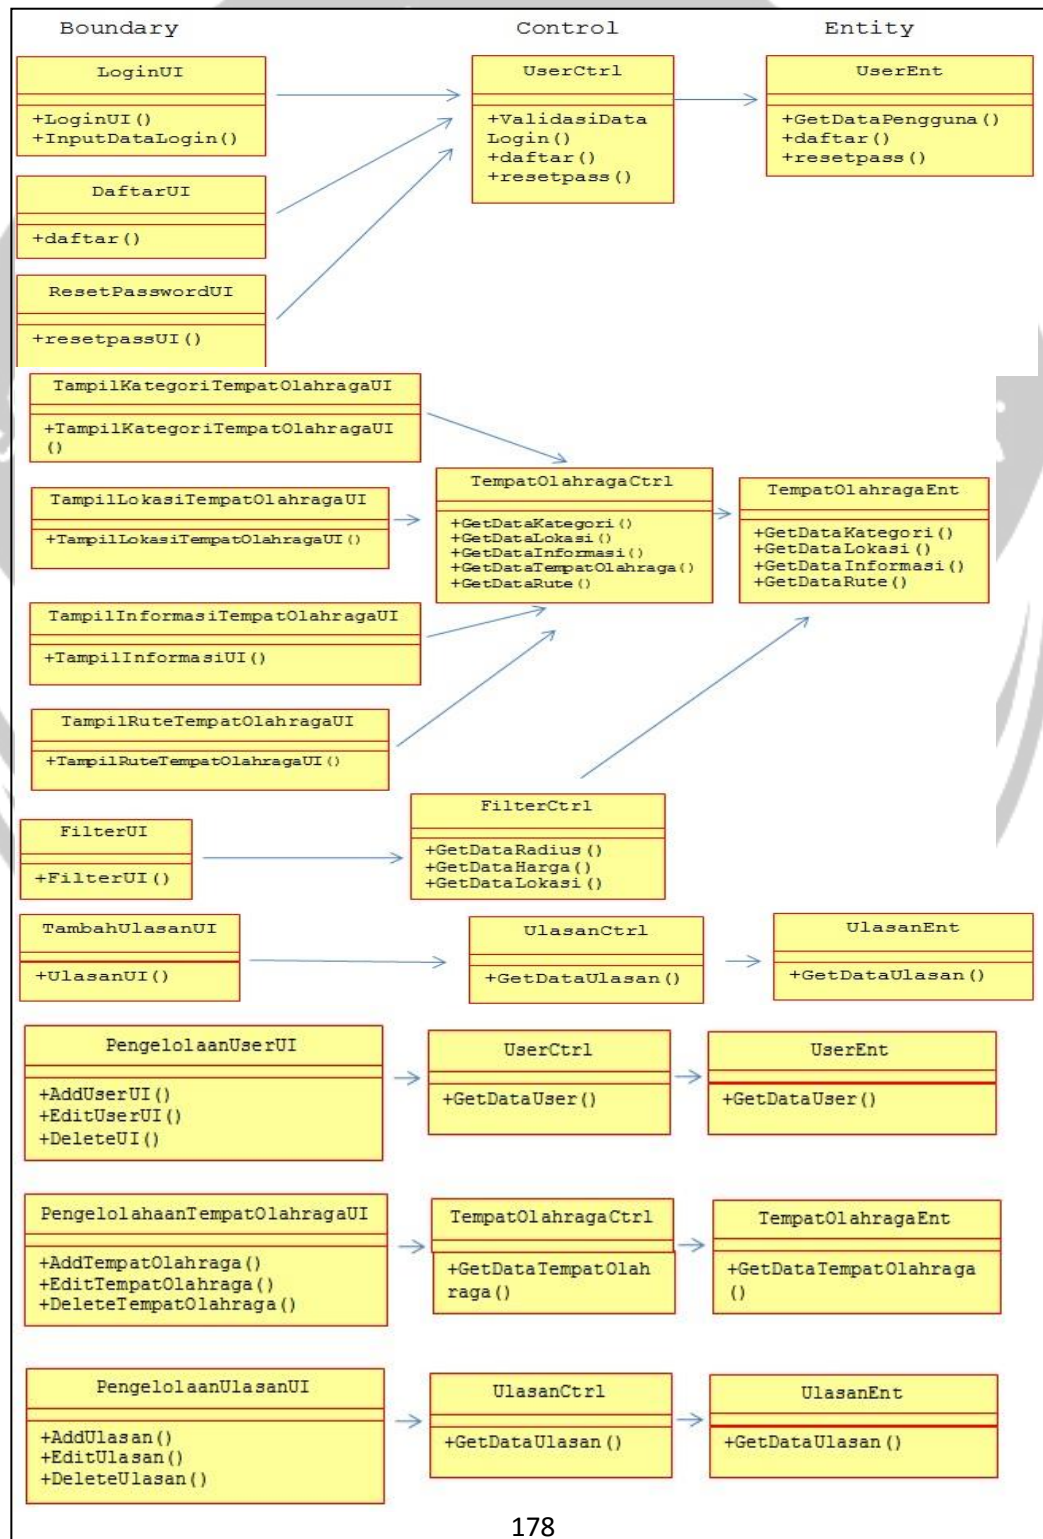 Boundary
Control
Entity
LoginUI
+LoginUI()
+InputDataLogin()
UserCtrl
+ValidasiData
Login()
+daftar()
+resetpass()
UserEnt
+GetDataPengguna()
+daftar()
+resetpass()
DaftarUI
+daftar()
ResetPasswordUI
+resetpassUI()
TampilKategoriTempatOlahragaUI
+TampilKategoriTempatOlahragaUI
()
TampilLokasiTempatOlahragaUI
+TampilLokasiTempatOlahragaUI()
TempatOlahragaCtrl
+GetDataKategori()
+GetDataLokasi()
+GetDataInformasi()
+GetDataTempatOlahraga()
+GetDataRute()
TempatOlahragaEnt
+GetDataKategori()
+GetDataLokasi()
+GetDataInformasi()
+GetDataRute()
TampilInformasiTempatOlahragaUI
+TampilInformasiUI()
TampilRuteTempatOlahragaUI
+TampilRuteTempatOlahragaUI()
FilterUI
+FilterUI()
FilterCtrl
+GetDataRadius()
+GetDataHarga()
+GetDataLokasi()
TambahUlasanUI
+UlasanUI()
UlasanCtrl
+GetDataUlasan()
UlasanEnt
+GetDataUlasan()
PengelolaanUserUI
+AddUserUI()
+EditUserUI()
+DeleteUI()
UserCtrl
+GetDataUser()
UserEnt
+GetDataUser()
PengelolahaanTempatOlahragaUI
+AddTempatOlahraga()
+EditTempatOlahraga()
+DeleteTempatOlahraga()
TempatOlahragaCtrl
+GetDataTempatOlah
raga()
TempatOlahragaEnt
+GetDataTempatOlahraga
()
PengelolaanUlasanUI
+AddUlasan()
+EditUlasan()
+DeleteUlasan()
UlasanCtrl
+GetDataUlasan()
UlasanEnt
+GetDataUlasan()
178